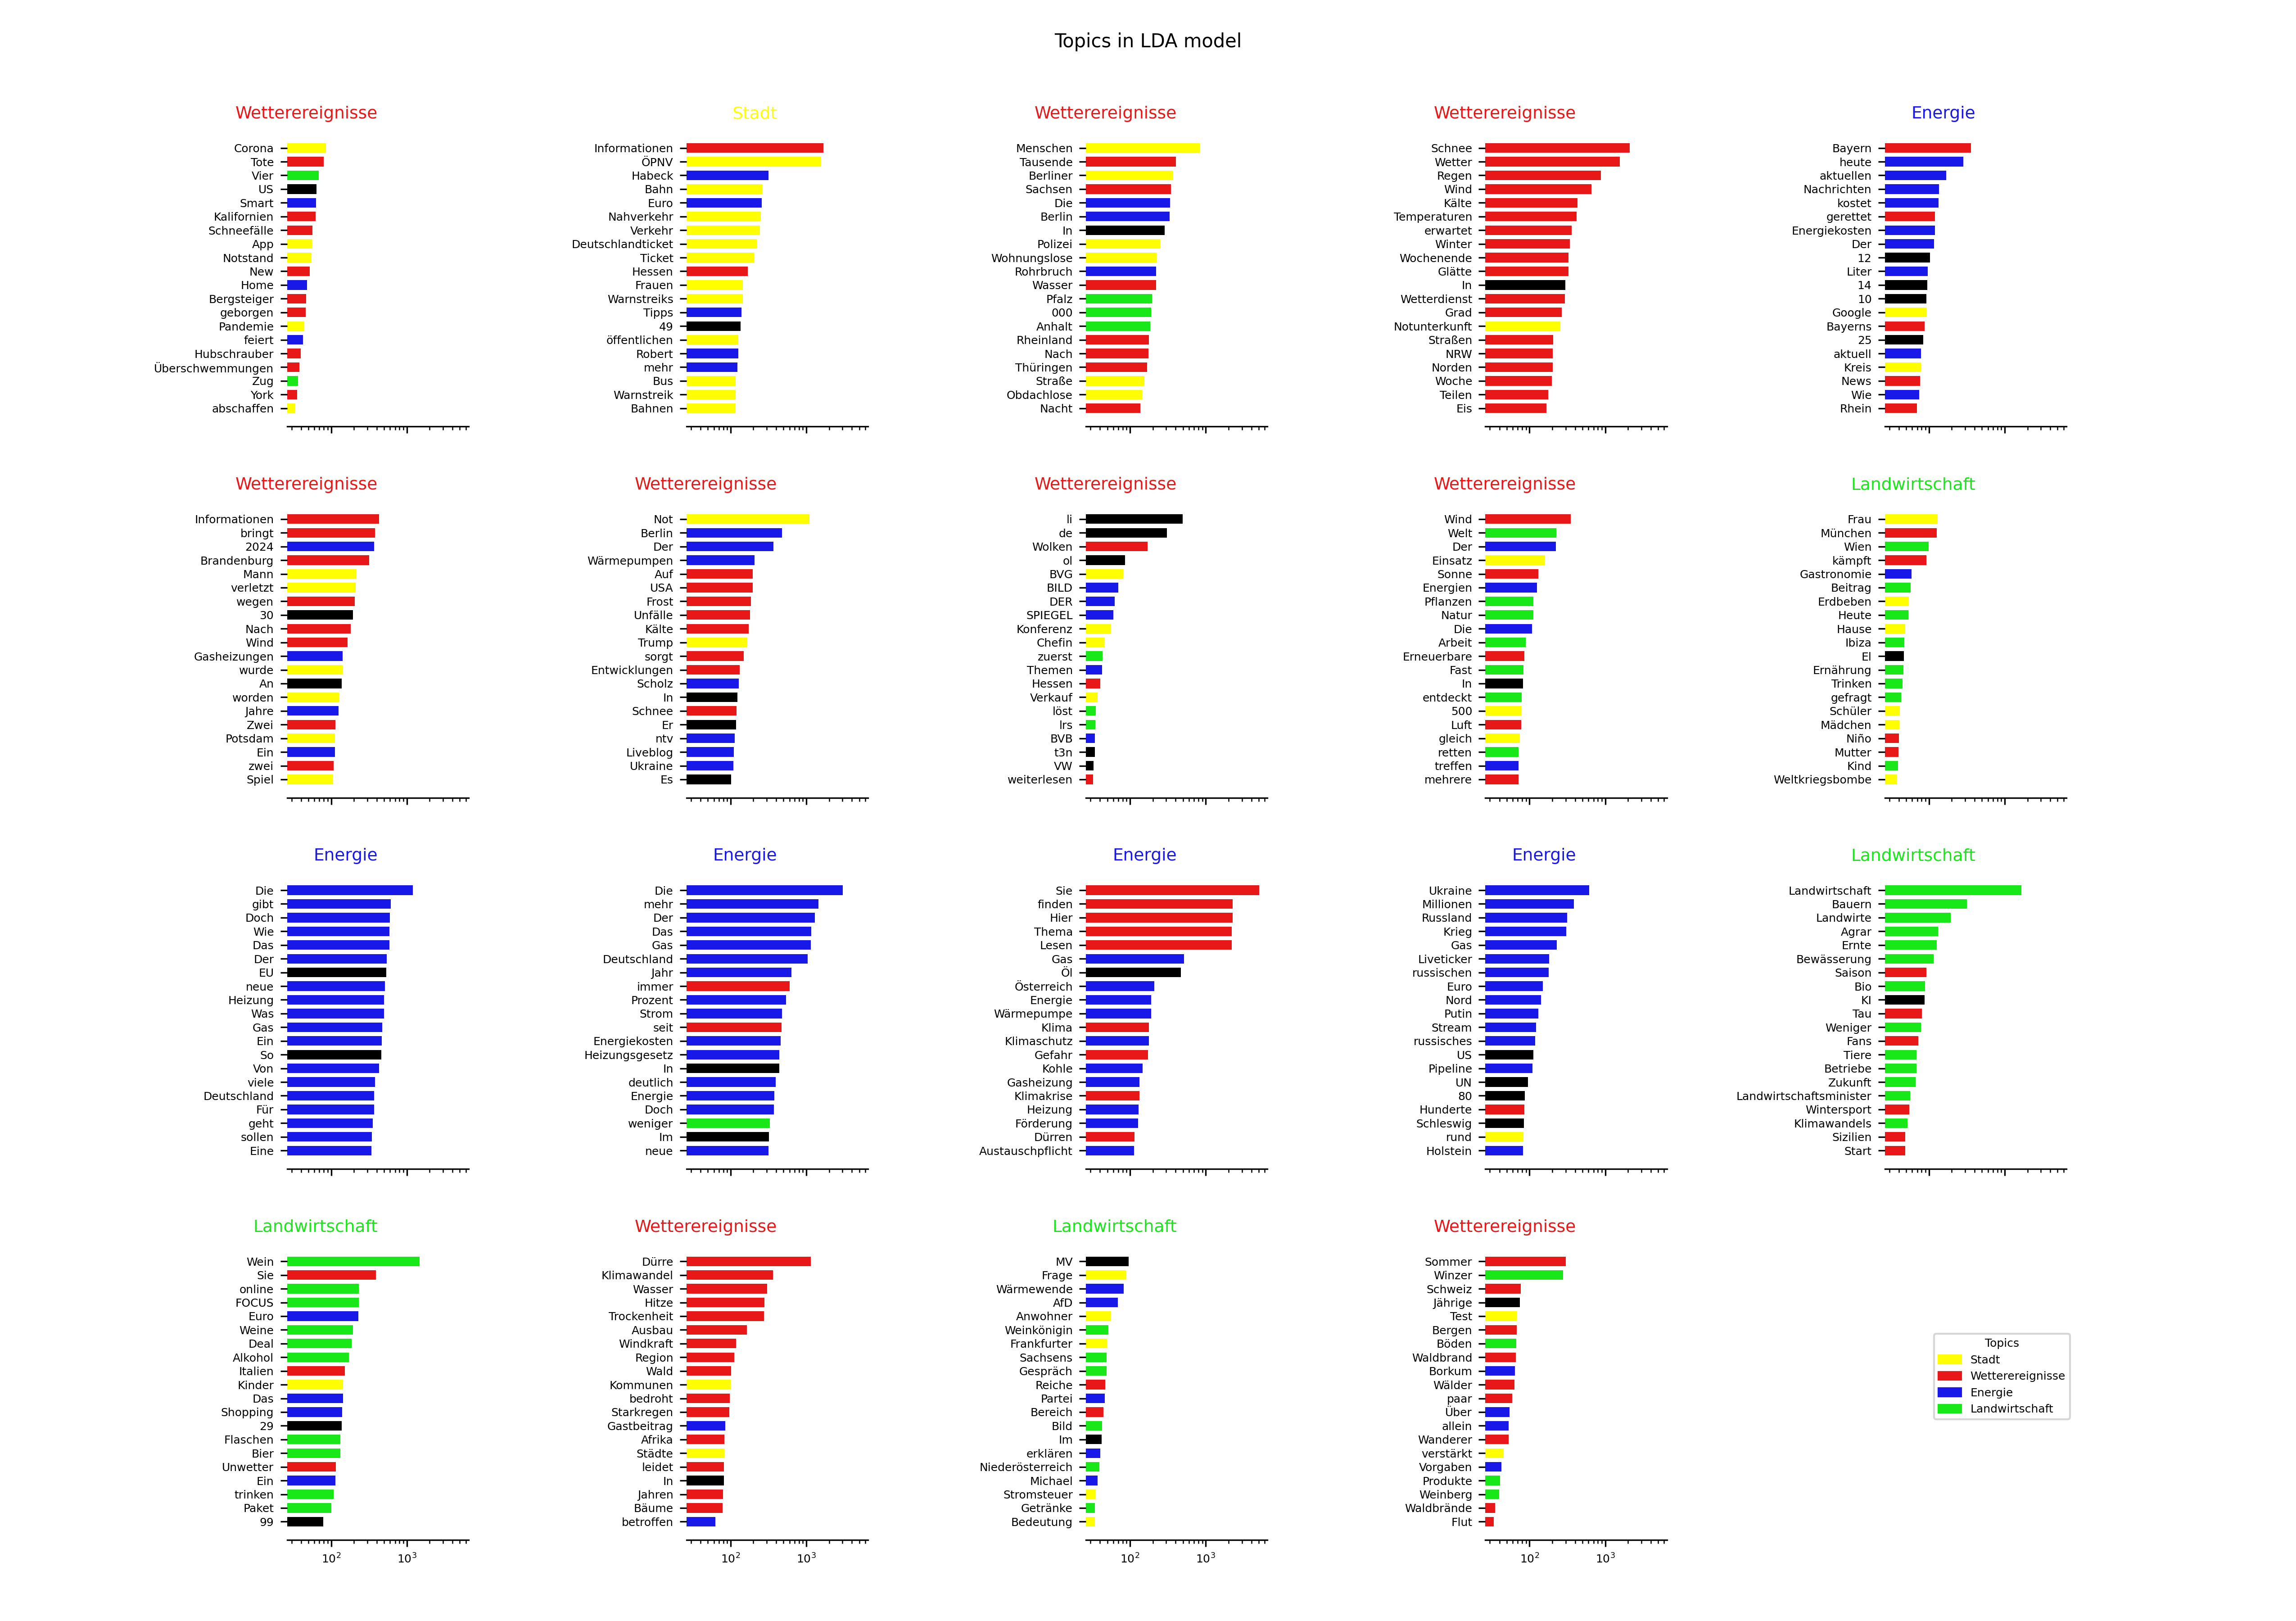 Topics in LDA model
Wetterereignisse
Corona
Tote
Vier
US
Smart
Kalifornien
Schneefälle
App
Notstand
New
Home
Bergsteiger
geborgen
Pandemie
feiert
Hubschrauber
Überschwemmungen
Zug
York
abschaffen
Stadt
Informationen
ÖPNV
Habeck
Bahn
Euro
Nahverkehr
Verkehr
Deutschlandticket
Ticket
Hessen
Frauen
Warnstreiks
Tipps
49
öffentlichen
Robert
mehr
Bus
Warnstreik
Bahnen
Wetterereignisse
Menschen
Tausende
Berliner
Sachsen
Die
Berlin
In
Polizei
Wohnungslose
Rohrbruch
Wasser
Pfalz
000
Anhalt
Rheinland
Nach
Thüringen
Straße
Obdachlose
Nacht
Wetterereignisse
Schnee
Wetter
Regen
Wind
Kälte
Temperaturen
erwartet
Winter
Wochenende
Glätte
In
Wetterdienst
Grad
Notunterkunft
Straßen
NRW
Norden
Woche
Teilen
Eis
Energie
Bayern
heute
aktuellen
Nachrichten
kostet
gerettet
Energiekosten
Der
12
Liter
14
10
Google
Bayerns
25
aktuell
Kreis
News
Wie
Rhein
Wetterereignisse
Informationen
bringt
2024
Brandenburg
Mann
verletzt
wegen
30
Nach
Wind
Gasheizungen
wurde
An
worden
Jahre
Zwei
Potsdam
Ein
zwei
Spiel
Wetterereignisse
Not
Berlin
Der
Wärmepumpen
Auf
USA
Frost
Unfälle
Kälte
Trump
sorgt
Entwicklungen
Scholz
In
Schnee
Er
ntv
Liveblog
Ukraine
Es
Wetterereignisse
li
de
Wolken
ol
BVG
BILD
DER
SPIEGEL
Konferenz
Chefin
zuerst
Themen
Hessen
Verkauf
löst
lrs
BVB
t3n
VW
weiterlesen
Wetterereignisse
Wind
Welt
Der
Einsatz
Sonne
Energien
Pflanzen
Natur
Die
Arbeit
Erneuerbare
Fast
In
entdeckt
500
Luft
gleich
retten
treffen
mehrere
Landwirtschaft
Frau
München
Wien
kämpft
Gastronomie
Beitrag
Erdbeben
Heute
Hause
Ibiza
El
Ernährung
Trinken
gefragt
Schüler
Mädchen
Niño
Mutter
Kind
Weltkriegsbombe
Energie
Die
gibt
Doch
Wie
Das
Der
EU
neue
Heizung
Was
Gas
Ein
So
Von
viele
Deutschland
Für
geht
sollen
Eine
Energie
Die
mehr
Der
Das
Gas
Deutschland
Jahr
immer
Prozent
Strom
seit
Energiekosten
Heizungsgesetz
In
deutlich
Energie
Doch
weniger
Im
neue
Energie
Sie
finden
Hier
Thema
Lesen
Gas
Öl
Österreich
Energie
Wärmepumpe
Klima
Klimaschutz
Gefahr
Kohle
Gasheizung
Klimakrise
Heizung
Förderung
Dürren
Austauschpflicht
Energie
Ukraine
Millionen
Russland
Krieg
Gas
Liveticker
russischen
Euro
Nord
Putin
Stream
russisches
US
Pipeline
UN
80
Hunderte
Schleswig
rund
Holstein
Landwirtschaft
Landwirtschaft
Bauern
Landwirte
Agrar
Ernte
Bewässerung
Saison
Bio
KI
Tau
Weniger
Fans
Tiere
Betriebe
Zukunft
Landwirtschaftsminister
Wintersport
Klimawandels
Sizilien
Start
Landwirtschaft
Wein
Sie
online
FOCUS
Euro
Weine
Deal
Alkohol
Italien
Kinder
Das
Shopping
29
Flaschen
Bier
Unwetter
Ein
trinken
Paket
99
10²
10³
Wetterereignisse
Dürre
Klimawandel
Wasser
Hitze
Trockenheit
Ausbau
Windkraft
Region
Wald
Kommunen
bedroht
Starkregen
Gastbeitrag
Afrika
Städte
leidet
In
Jahren
Bäume
betroffen
10²
10³
Landwirtschaft
MV
Frage
Wärmewende
AfD
Anwohner
Weinkönigin
Frankfurter
Sachsens
Gespräch
Reiche
Partei
Bereich
Bild
Im
erklären
Niederösterreich
Michael
Stromsteuer
Getränke
Bedeutung
10²
10³
Wetterereignisse
Sommer
Winzer
Schweiz
Jährige
Test
Bergen
Böden
Waldbrand
Borkum
Wälder
paar
Über
allein
Wanderer
verstärkt
Vorgaben
Produkte
Weinberg
Waldbrände
Flut
10²
10³
Topics
Stadt
Wetterereignisse
Energie
Landwirtschaft